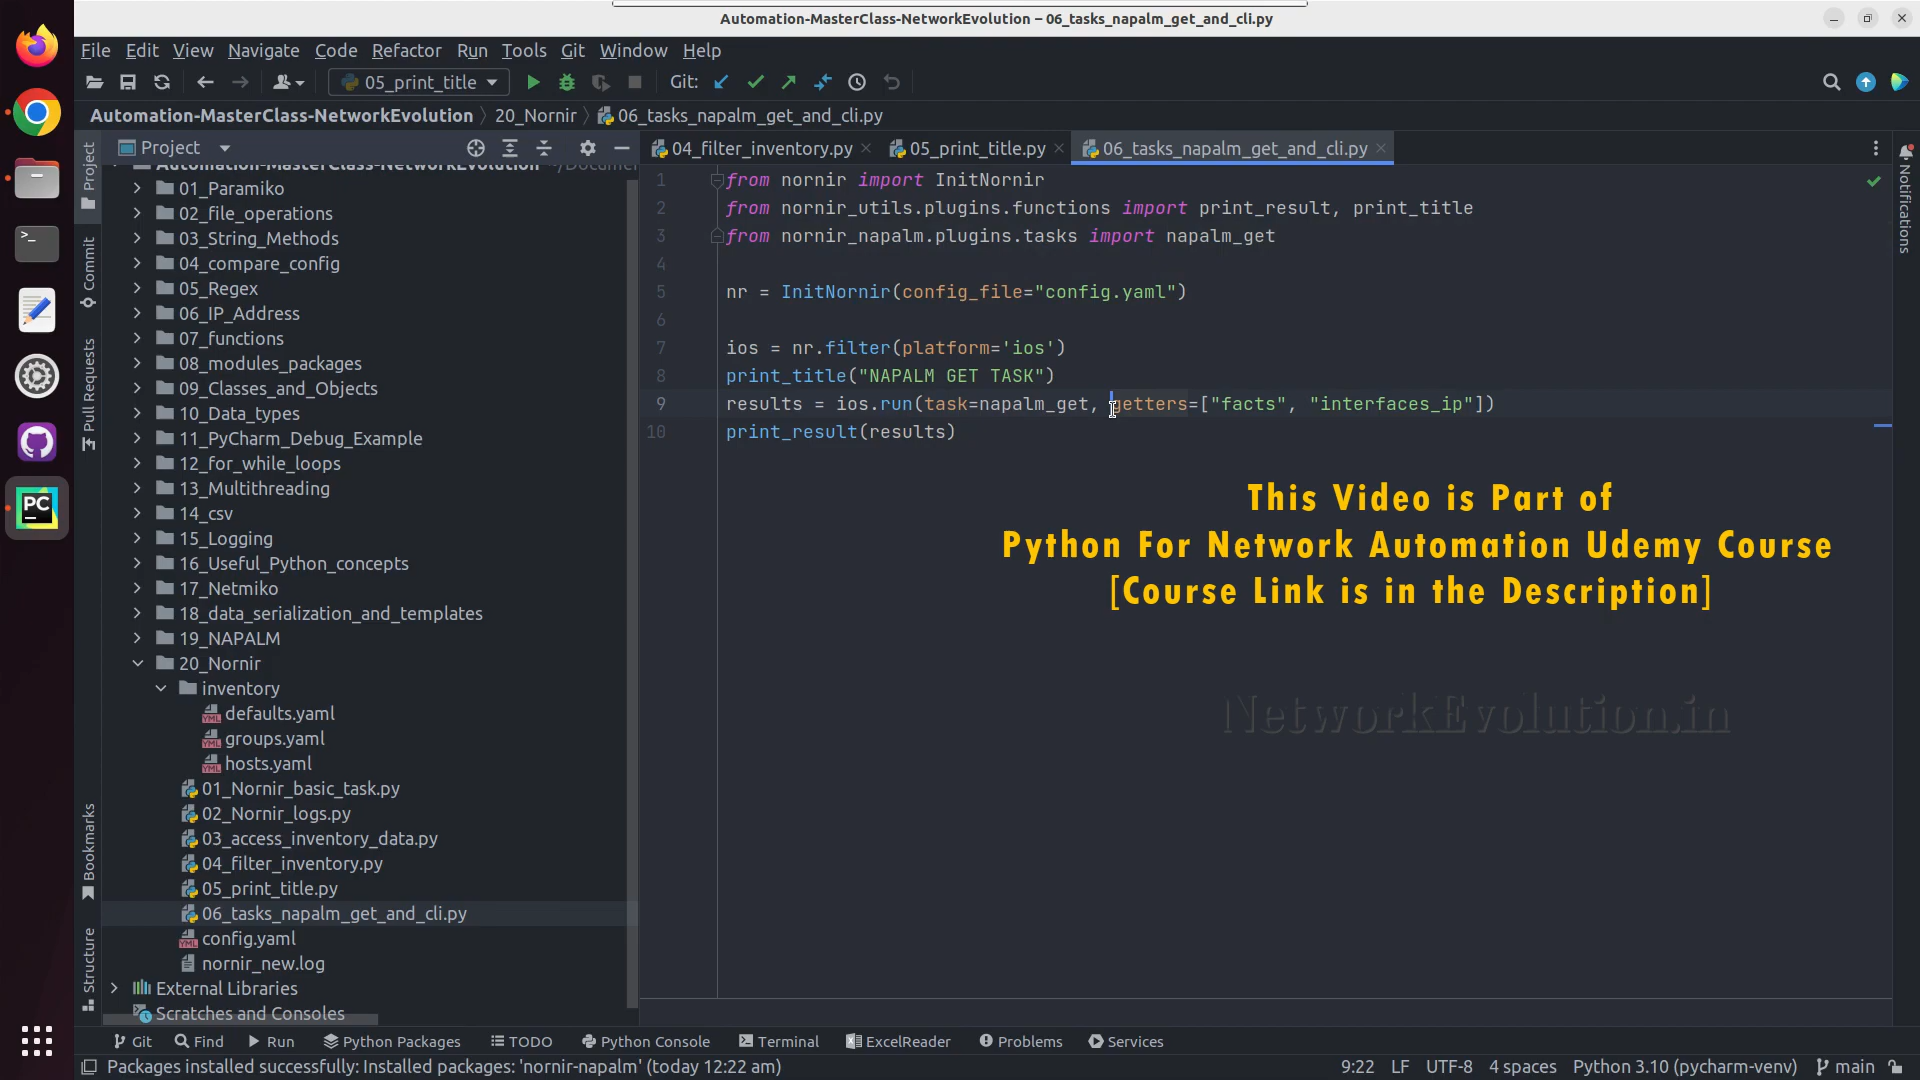 Automation-MasterClass-NetworkEvolution – 06_tasks_napalm_get_and_cli.py
File Edit View Navigate Code Refactor Run Tools Git Window Help
05_print_title
Git:
Automation-MasterClass-NetworkEvolution 20_Nornir 06_tasks_napalm_get_and_cli.py
Project
04_filter_inventory.py
05_print_title.py
06_tasks_napalm_get_and_cli.py
Project
Commit
Pull Requests
Bookmarks
Structure
Notifications
Automation-MasterClass-NetworkEvolution
01_Paramiko
02_file_operations
03_String_Methods
04_compare_config
05_Regex
06_IP_Address
07_functions
08_modules_packages
09_Classes_and_Objects
10_Data_types
11_PyCharm_Debug_Example
12_for_while_loops
13_Multithreading
14_csv
15_Logging
16_Useful_Python_concepts
17_Netmiko
18_data_serialization_and_templates
19_NAPALM
20_Nornir
inventory
defaults.yaml
groups.yaml
hosts.yaml
01_Nornir_basic_task.py
02_Nornir_logs.py
03_access_inventory_data.py
04_filter_inventory.py
05_print_title.py
06_tasks_napalm_get_and_cli.py
config.yaml
nornir_new.log
External Libraries
Scratches and Consoles
1 from nornir import InitNornir
2 from nornir_utils.plugins.functions import print_result, print_title
3 from nornir_napalm.plugins.tasks import napalm_get
4
5 nr = InitNornir(config_file="config.yaml")
6
7 ios = nr.filter(platform='ios')
8 print_title("NAPALM GET TASK")
9 results = ios.run(task=napalm_get, getters=["facts", "interfaces_ip"])
10 print_result(results)
This Video is Part of
Python For Network Automation Udemy Course
[Course Link is in the Description]
NetworkEvolution.in
Git Find Run Python Packages TODO Python Console Terminal ExcelReader Problems Services
Packages installed successfully: Installed packages: 'nornir-napalm' (today 12:22 am) 9:22 LF UTF-8 4 spaces Python 3.10 (pycharm-venv) main